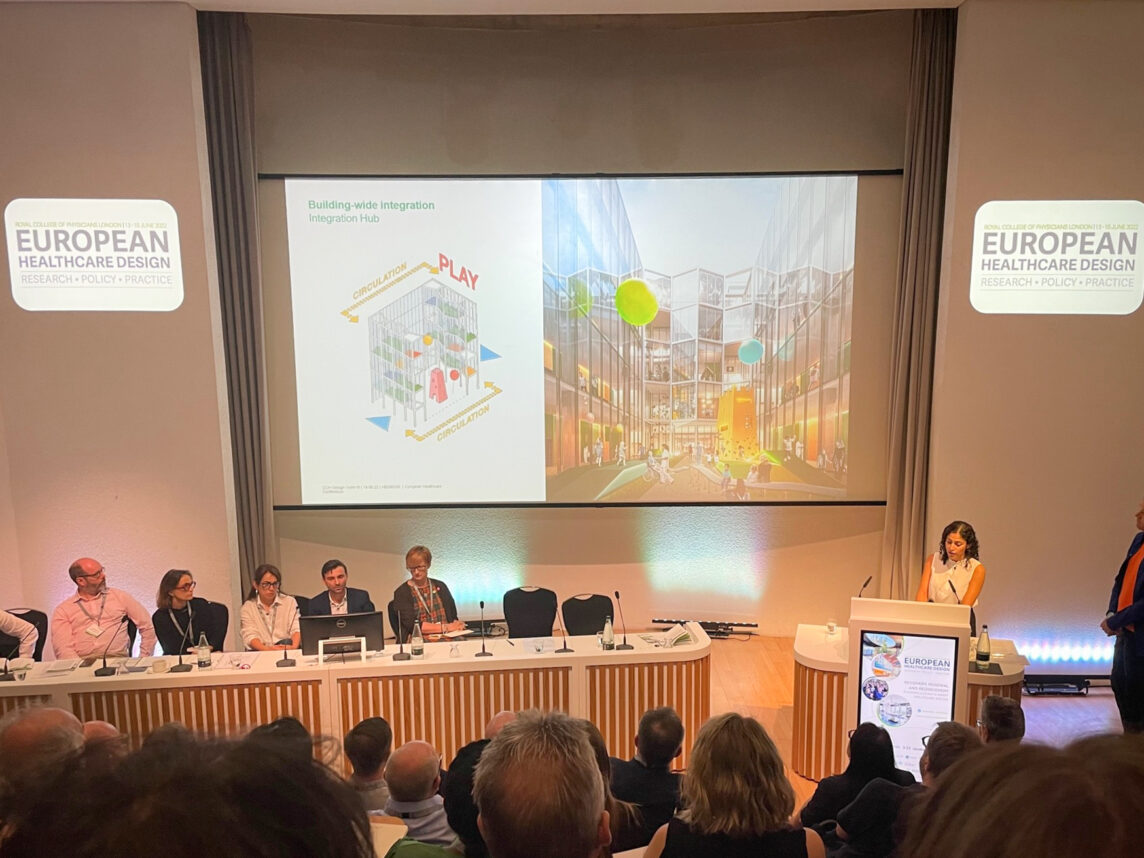 ROYAL COLLEGE OF PHYSICIANS LONDON | 13 - 15 JUNE 2022
EUROPEAN
HEALTHCARE DESIGN
RESEARCH • POLICY • PRACTICE
Building-wide integration
Integration Hub
CIRCULATION
PLAY
CIRCULATION
ROYAL COLLEGE OF PHYSICIANS LONDON | 13 - 15 JUNE 2022
EUROPEAN
HEALTHCARE DESIGN
RESEARCH • POLICY • PRACTICE
DELL
EUROPEAN
HEALTHCARE DESIGN